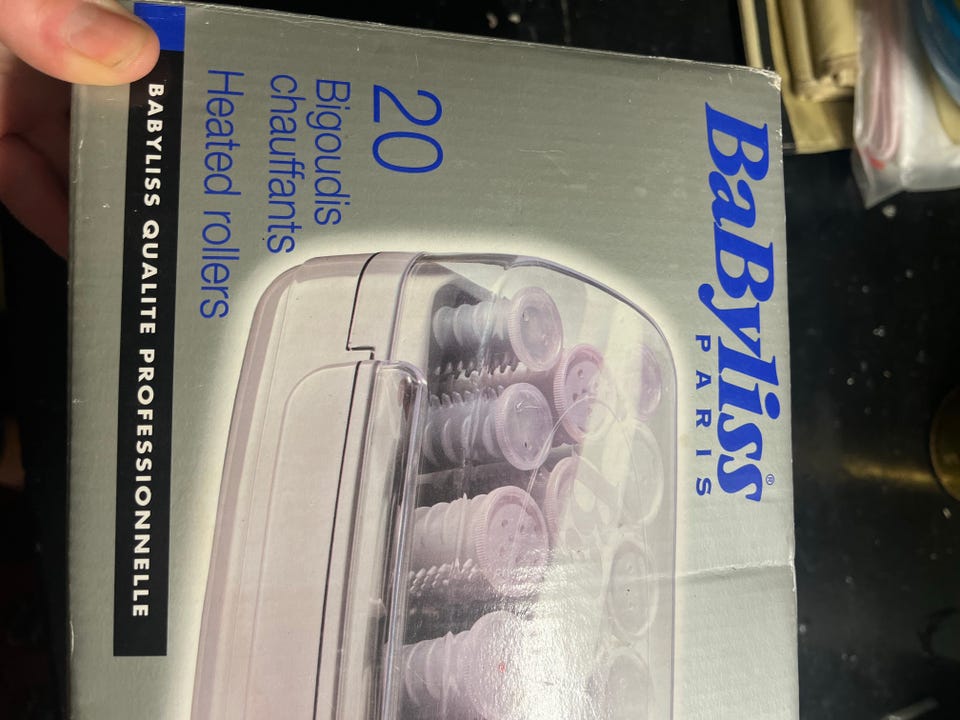 BaByliss®
PARIS
20
Bigoudis
chauffants
Heated rollers
BABYLISS QUALITE PROFESSIONNELLE